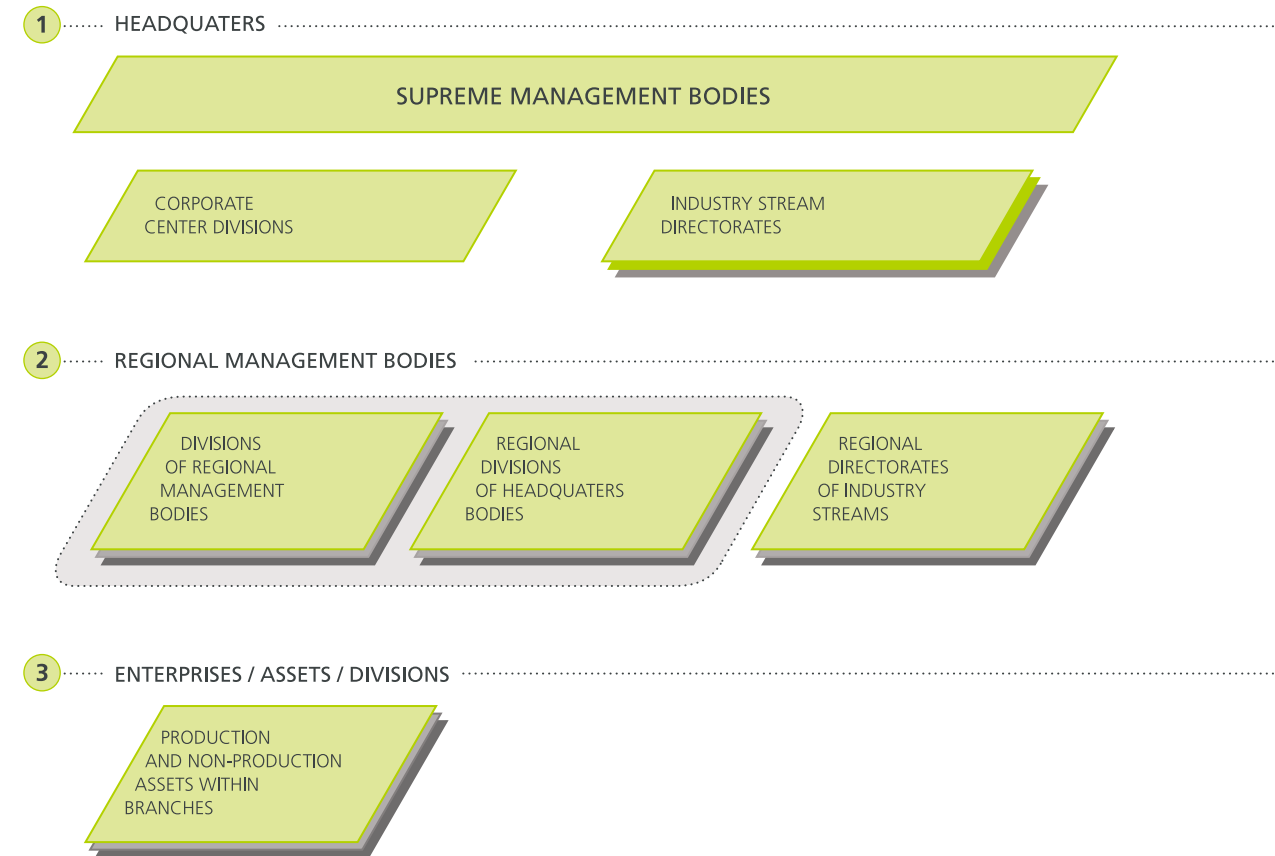 1 HEADQUATERS
SUPREME MANAGEMENT BODIES
CORPORATE
CENTER DIVISIONS
INDUSTRY STREAM
DIRECTORATES
2 REGIONAL MANAGEMENT BODIES
DIVISIONS
OF REGIONAL
MANAGEMENT
BODIES
REGIONAL
DIVISIONS
OF HEADQUATERS
BODIES
REGIONAL
DIRECTORATES
OF INDUSTRY
STREAMS
3 ENTERPRISES / ASSETS / DIVISIONS
PRODUCTION
AND NON-PRODUCTION
ASSETS WITHIN
BRANCHES